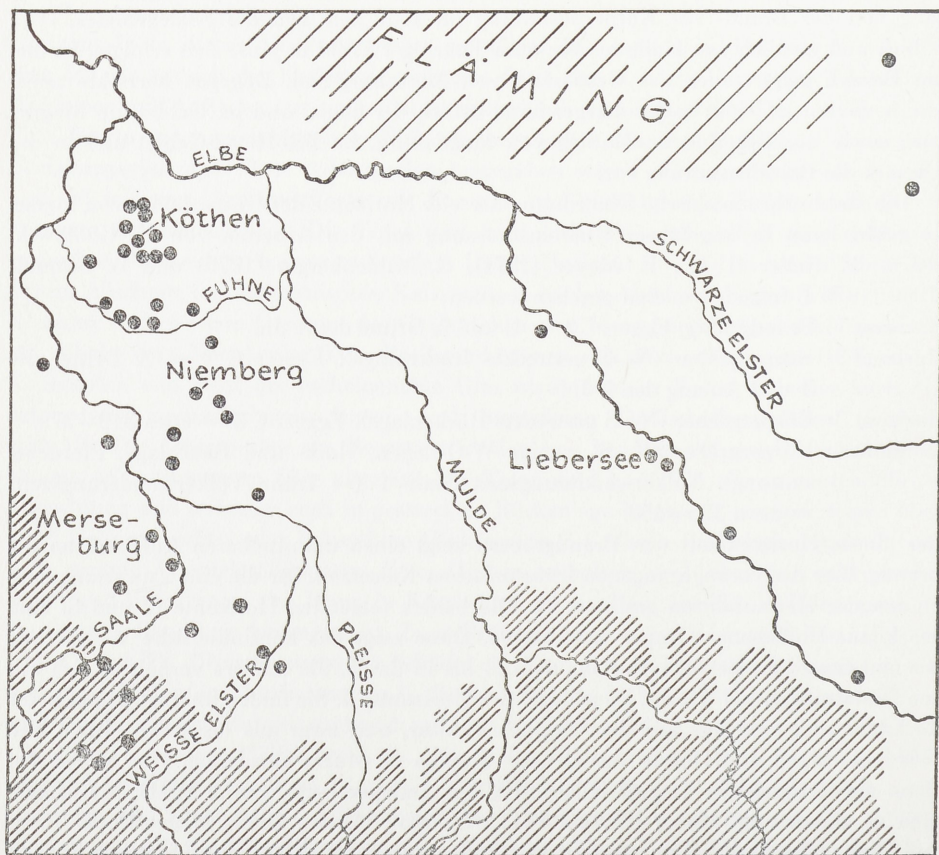 FLÄMING
ELBE
Köthen
FUHNE
SCHWARZE ELSTER
Niemberg
MULDE
Liebersee
Merse-
burg
SAALE
PLEISSE
WEISSE ELSTER